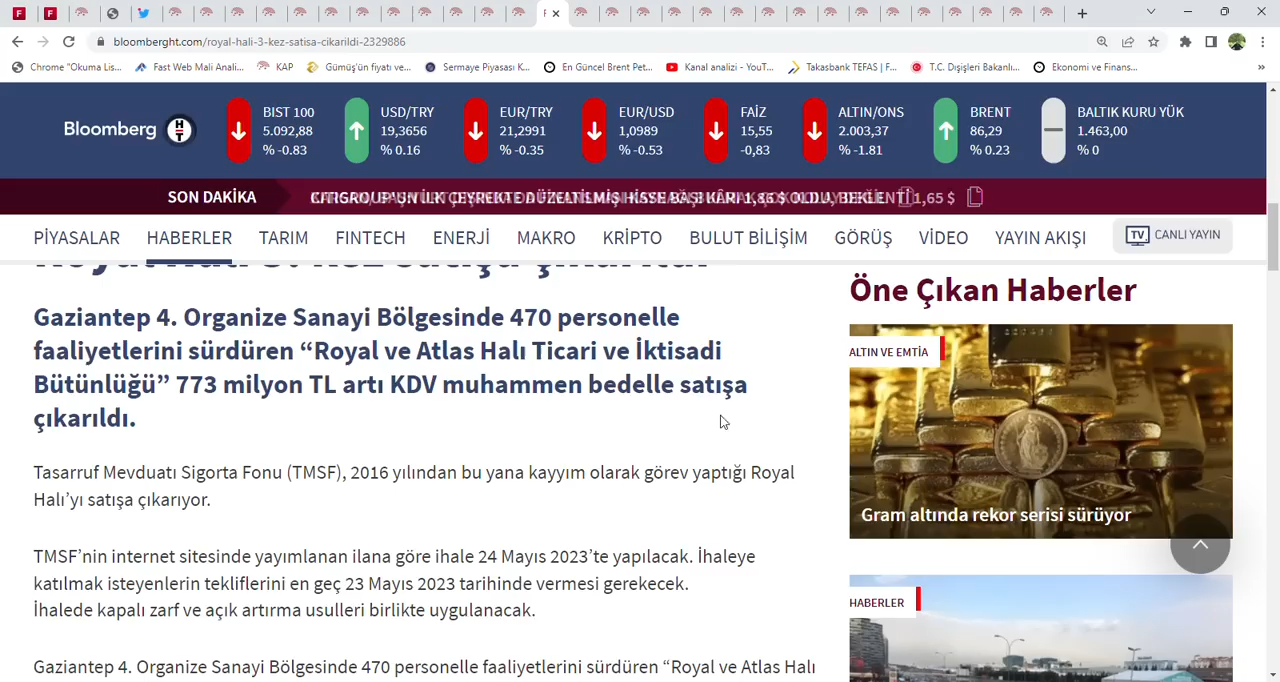 bloomberght.com/royal-hali-3-kez-satisa-cikarildi-2329886
Chrome "Okuma Lis...
Fast Web Mali Anali...
KAP
Gümüş'ün fiyatı ve...
Sermaye Piyasası K...
En Güncel Brent Pet...
Kanal analizi - YouT...
Takasbank TEFAS | F...
T.C. Dışişleri Bakanlı...
Ekonomi ve Finans...
»
Bloomberg HT
BIST 100
5.092,88
% -0.83
USD/TRY
19,3656
% 0.16
EUR/TRY
21,2991
% -0.35
EUR/USD
1,0989
% -0.53
FAİZ
15,55
-0,83
ALTIN/ONS
2.003,37
% -1.81
BRENT
86,29
% 0.23
BALTIK KURU YÜK
1.463,00
% 0
SON DAKİKA
CITIGROUP'UN İLK ÇEYREKTE DÜZELTİLMİŞ HİSSE BAŞI KARI 1,86 $ OLDU, BEKLENTİ 1,65 $
PİYASALAR
HABERLER
TARIM
FINTECH
ENERJİ
MAKRO
KRİPTO
BULUT BİLİŞİM
GÖRÜŞ
VİDEO
YAYIN AKIŞI
TV CANLI YAYIN
Royal Halı 3. kez satışa çıkarıldı
Gaziantep 4. Organize Sanayi Bölgesinde 470 personelle
faaliyetlerini sürdüren “Royal ve Atlas Halı Ticari ve İktisadi
Bütünlüğü” 773 milyon TL artı KDV muhammen bedelle satışa
çıkarıldı.
Tasarruf Mevduatı Sigorta Fonu (TMSF), 2016 yılından bu yana kayyım olarak görev yaptığı Royal
Halı’yı satışa çıkarıyor.
TMSF’nin internet sitesinde yayımlanan ilana göre ihale 24 Mayıs 2023’te yapılacak. İhaleye
katılmak isteyenlerin tekliflerini en geç 23 Mayıs 2023 tarihinde vermesi gerekecek.
İhalede kapalı zarf ve açık artırma usulleri birlikte uygulanacak.
Gaziantep 4. Organize Sanayi Bölgesinde 470 personelle faaliyetlerini sürdüren “Royal ve Atlas Halı
Öne Çıkan Haberler
ALTIN VE EMTİA
Gram altında rekor serisi sürüyor
HABERLER